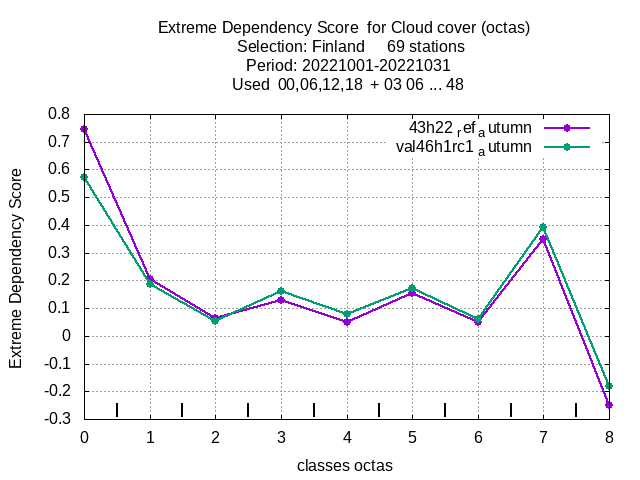 Extreme Dependency Score for Cloud cover (octas)
Selection: Finland 69 stations
Period: 20221001-20221031
Used 00,06,12,18 + 03 06 ... 48
43h22 ref autumn
val46h1rc1 autumn
0.8
0.7
0.6
0.5
0.4
0.3
0.2
0.1
0
-0.1
-0.2
-0.3
Extreme Dependency Score
0 1 2 3 4 5 6 7 8
classes octas